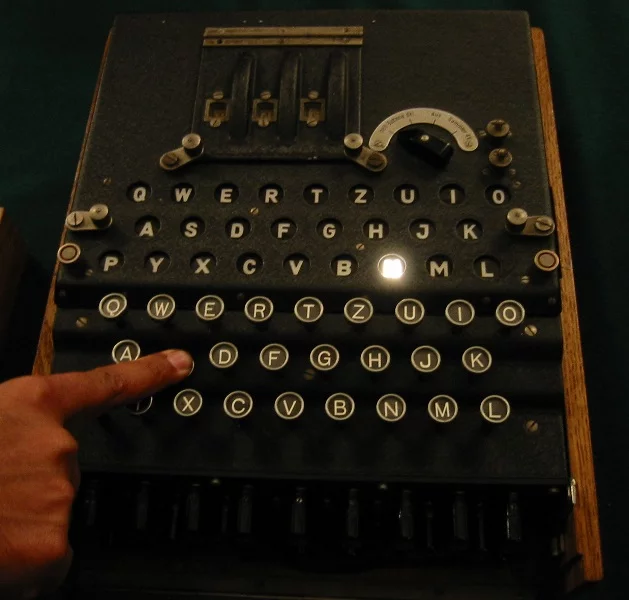 Q W E R T Z U I O
A S D F G H J K
P Y X C V B M L
Q W E R T Z U I O
A D F G H J K
X C V B N M L